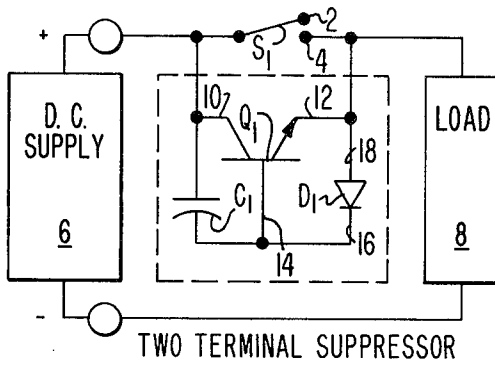 2
+
S1
4
D. C.
SUPPLY
6
10
Q1
12
18
C1
D1
14
16
LOAD
8
-
TWO TERMINAL SUPPRESSOR